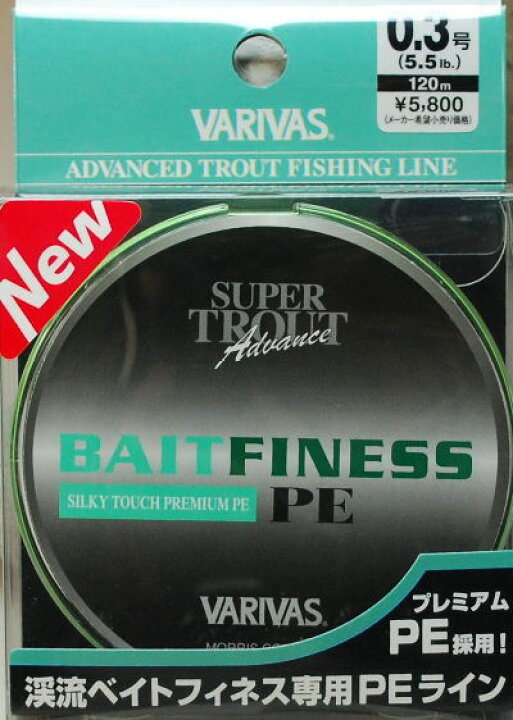 0.3号
(5.5lb.)
120m
¥5,800
(メーカー希望小売り価格)
VARIVAS®
ADVANCED TROUT FISHING LINE
New
SUPER
TROUT
Advance
BAIT FINESS
SILKY TOUCH PREMIUM PE
PE
VARIVAS®
MORRIS
プレミアム
PE採用!
渓流ベイトフィネス専用PEライン